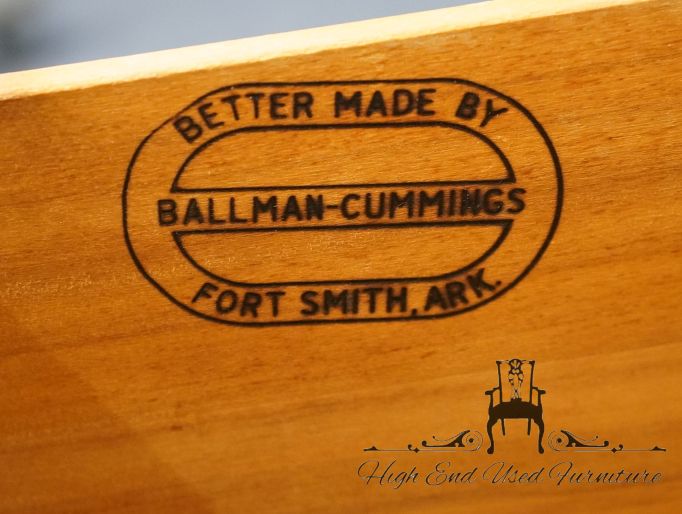 BETTER MADE BY
BALLMAN-CUMMINGS
FORT SMITH, ARK.
High End Used Furniture